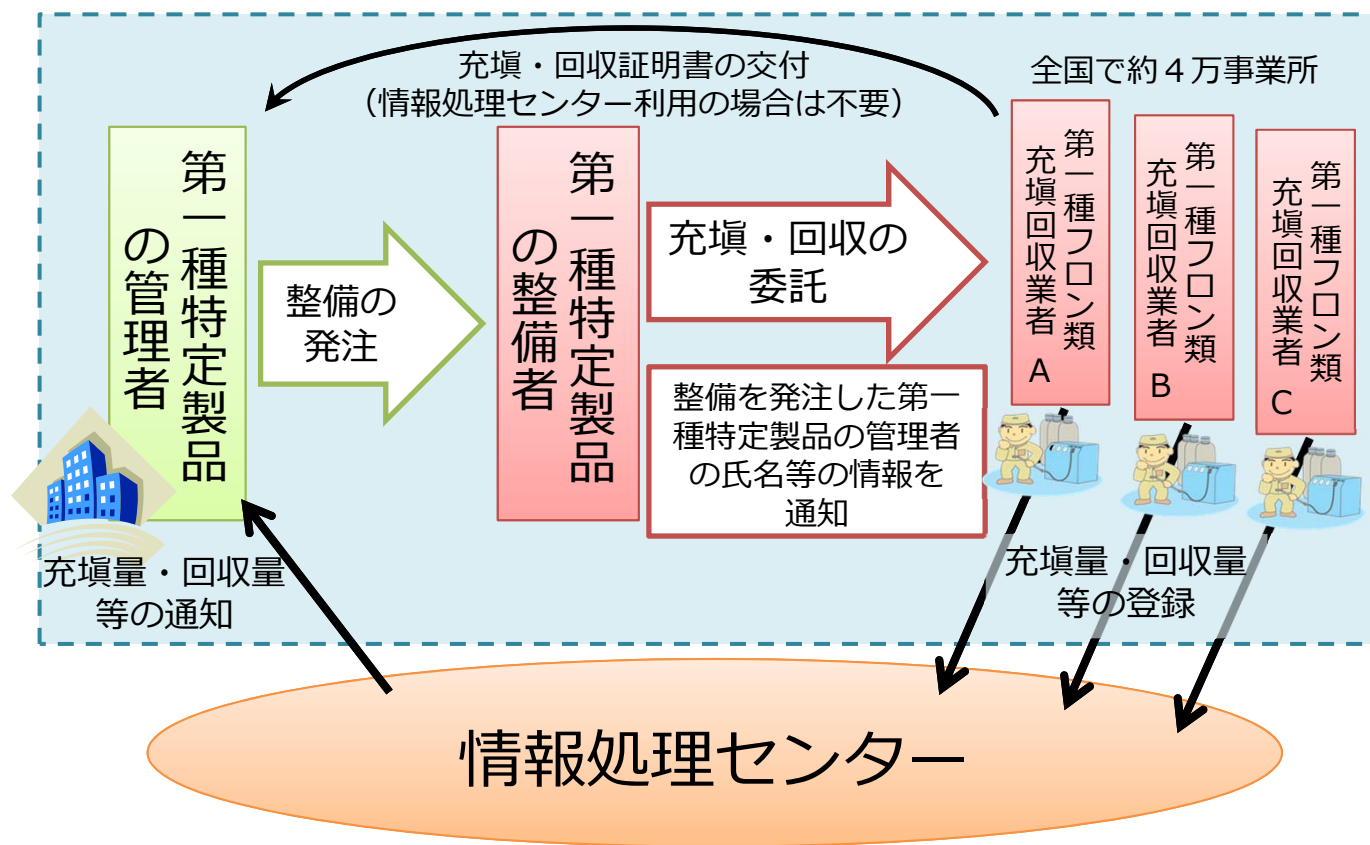 充塡・回収証明書の交付
（情報処理センター利用の場合は不要）
全国で約４万事業所
第一種特定製品
の管理者
整備の
発注
第一種特定製品
の整備者
充塡・回収の
委託
整備を発注した第一
種特定製品の管理者
の氏名等の情報を
通知
第一種フロン類
充塡回収業者 A
第一種フロン類
充塡回収業者 B
第一種フロン類
充塡回収業者 C
充塡量・回収量
等の通知
充塡量・回収量
等の登録
情報処理センター